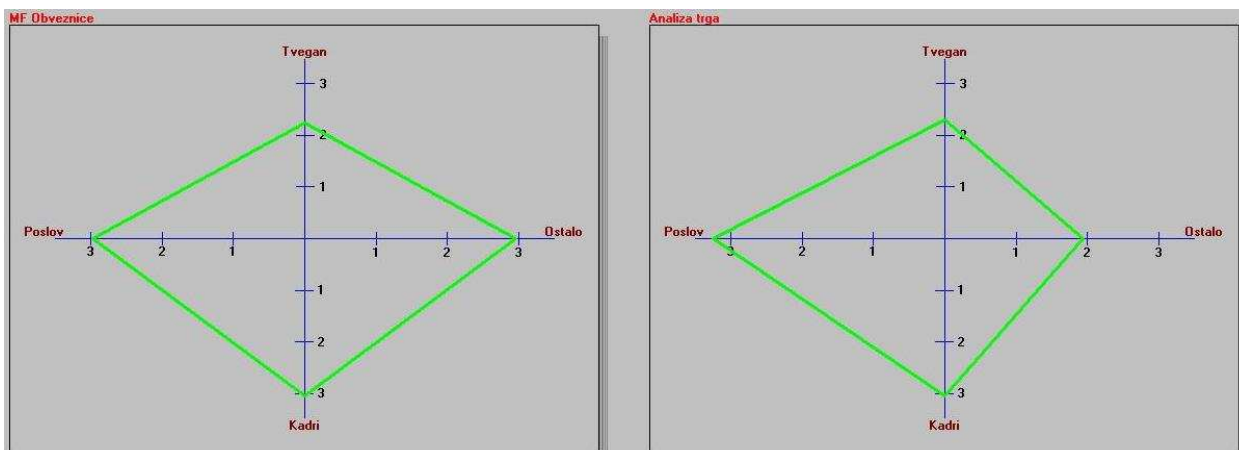 MF Obveznice
Tvegan
3
2
1
Poslov
Ostalo
3 2 1 1 2 3
1
2
3
Kadri
Analiza trga
Tvegan
3
2
1
Poslov
Ostalo
3 2 1 1 2 3
1
2
3
Kadri